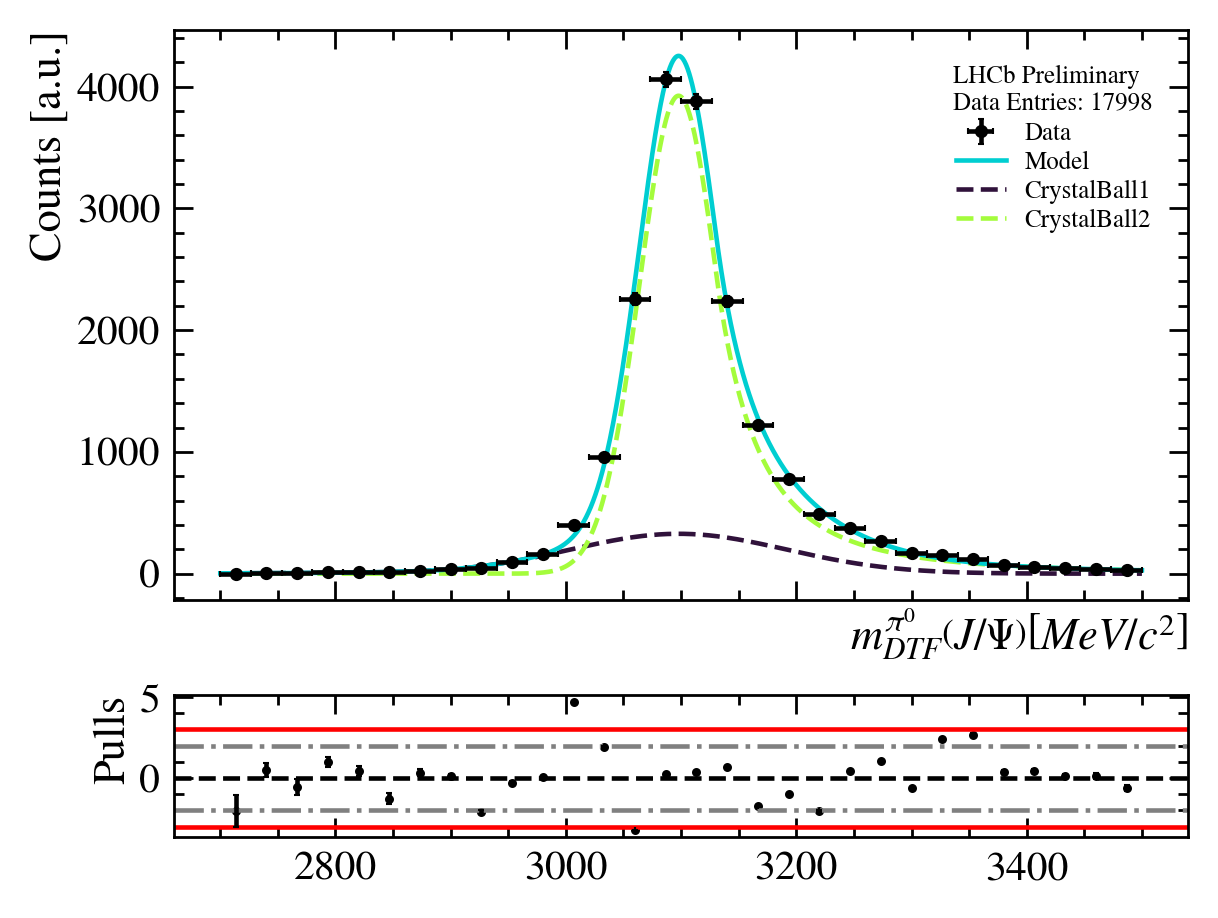 Counts [a.u.]
4000
3000
2000
1000
0
LHCb Preliminary
Data Entries: 17998
Data
Model
CrystalBall1
CrystalBall2
m_{DTF}^{π^0}(J/Ψ)[MeV/c^2]
Pulls
5
0
2800 3000 3200 3400